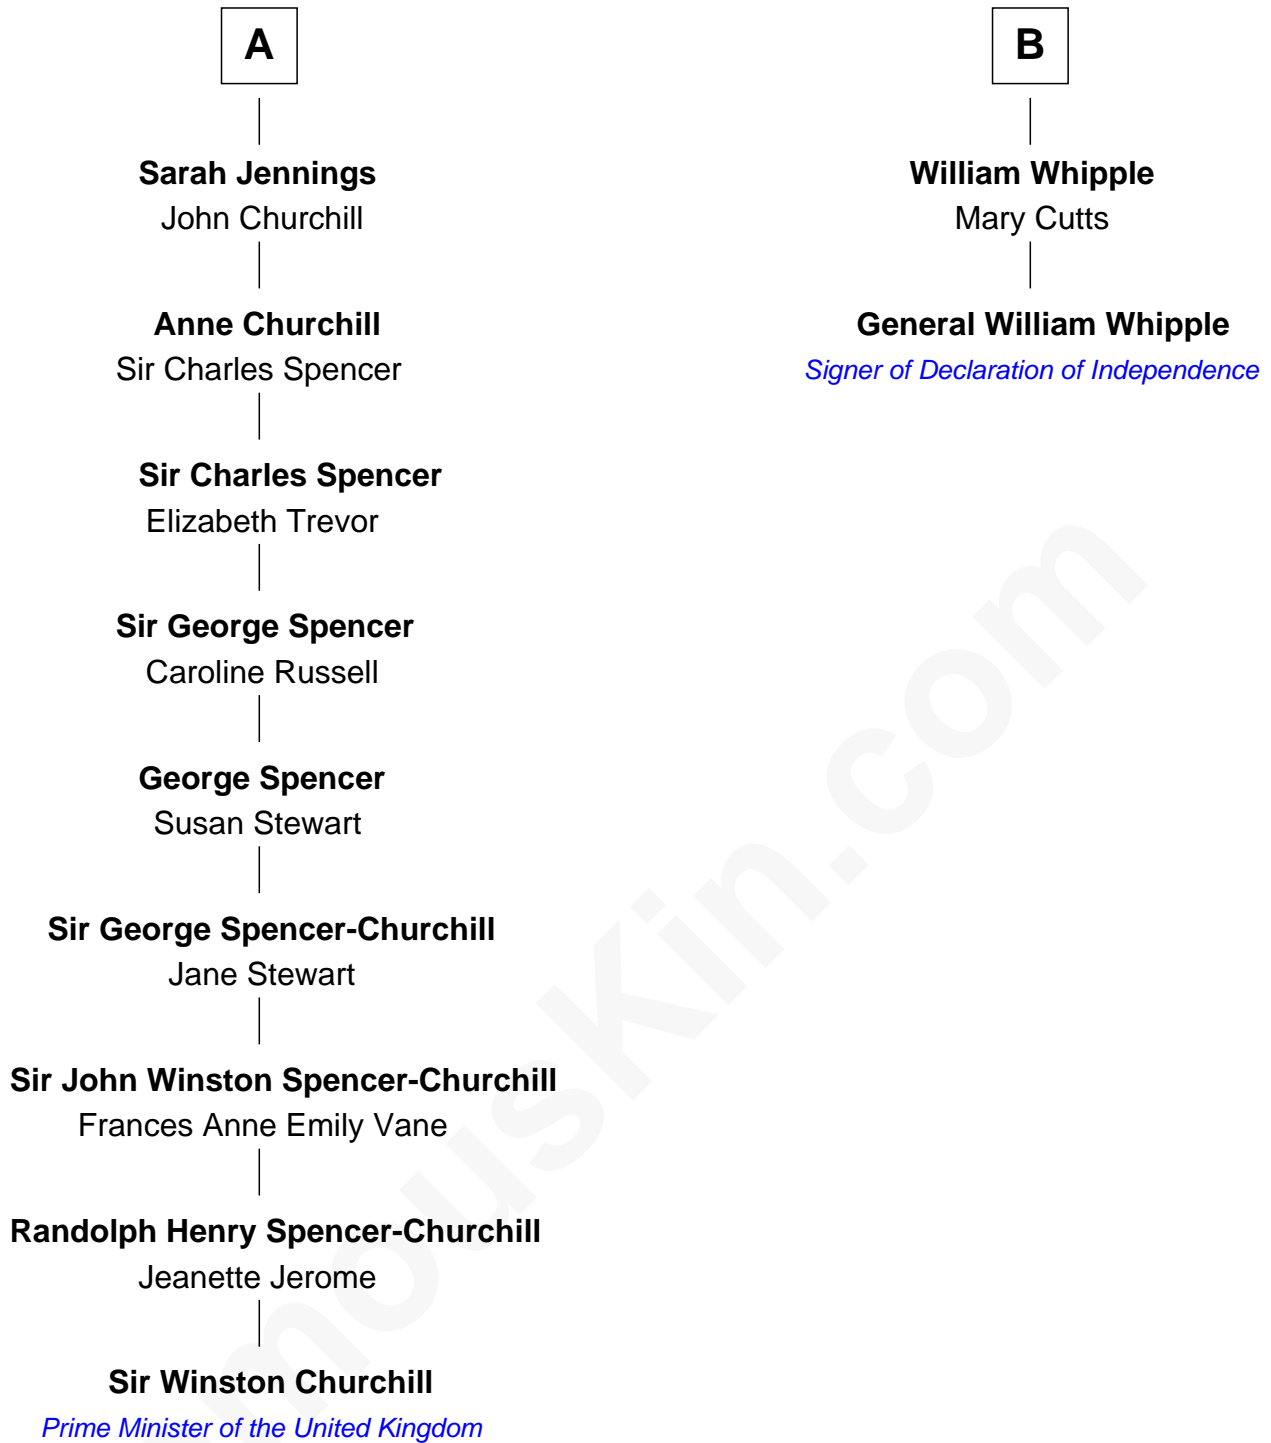 A
Sarah Jennings
John Churchill
Anne Churchill
Sir Charles Spencer
Sir Charles Spencer
Elizabeth Trevor
Sir George Spencer
Caroline Russell
George Spencer
Susan Stewart
Sir George Spencer-Churchill
Jane Stewart
Sir John Winston Spencer-Churchill
Frances Anne Emily Vane
Randolph Henry Spencer-Churchill
Jeanette Jerome
Sir Winston Churchill
Prime Minister of the United Kingdom
B
William Whipple
Mary Cutts
General William Whipple
Signer of Declaration of Independence
mousKin.com